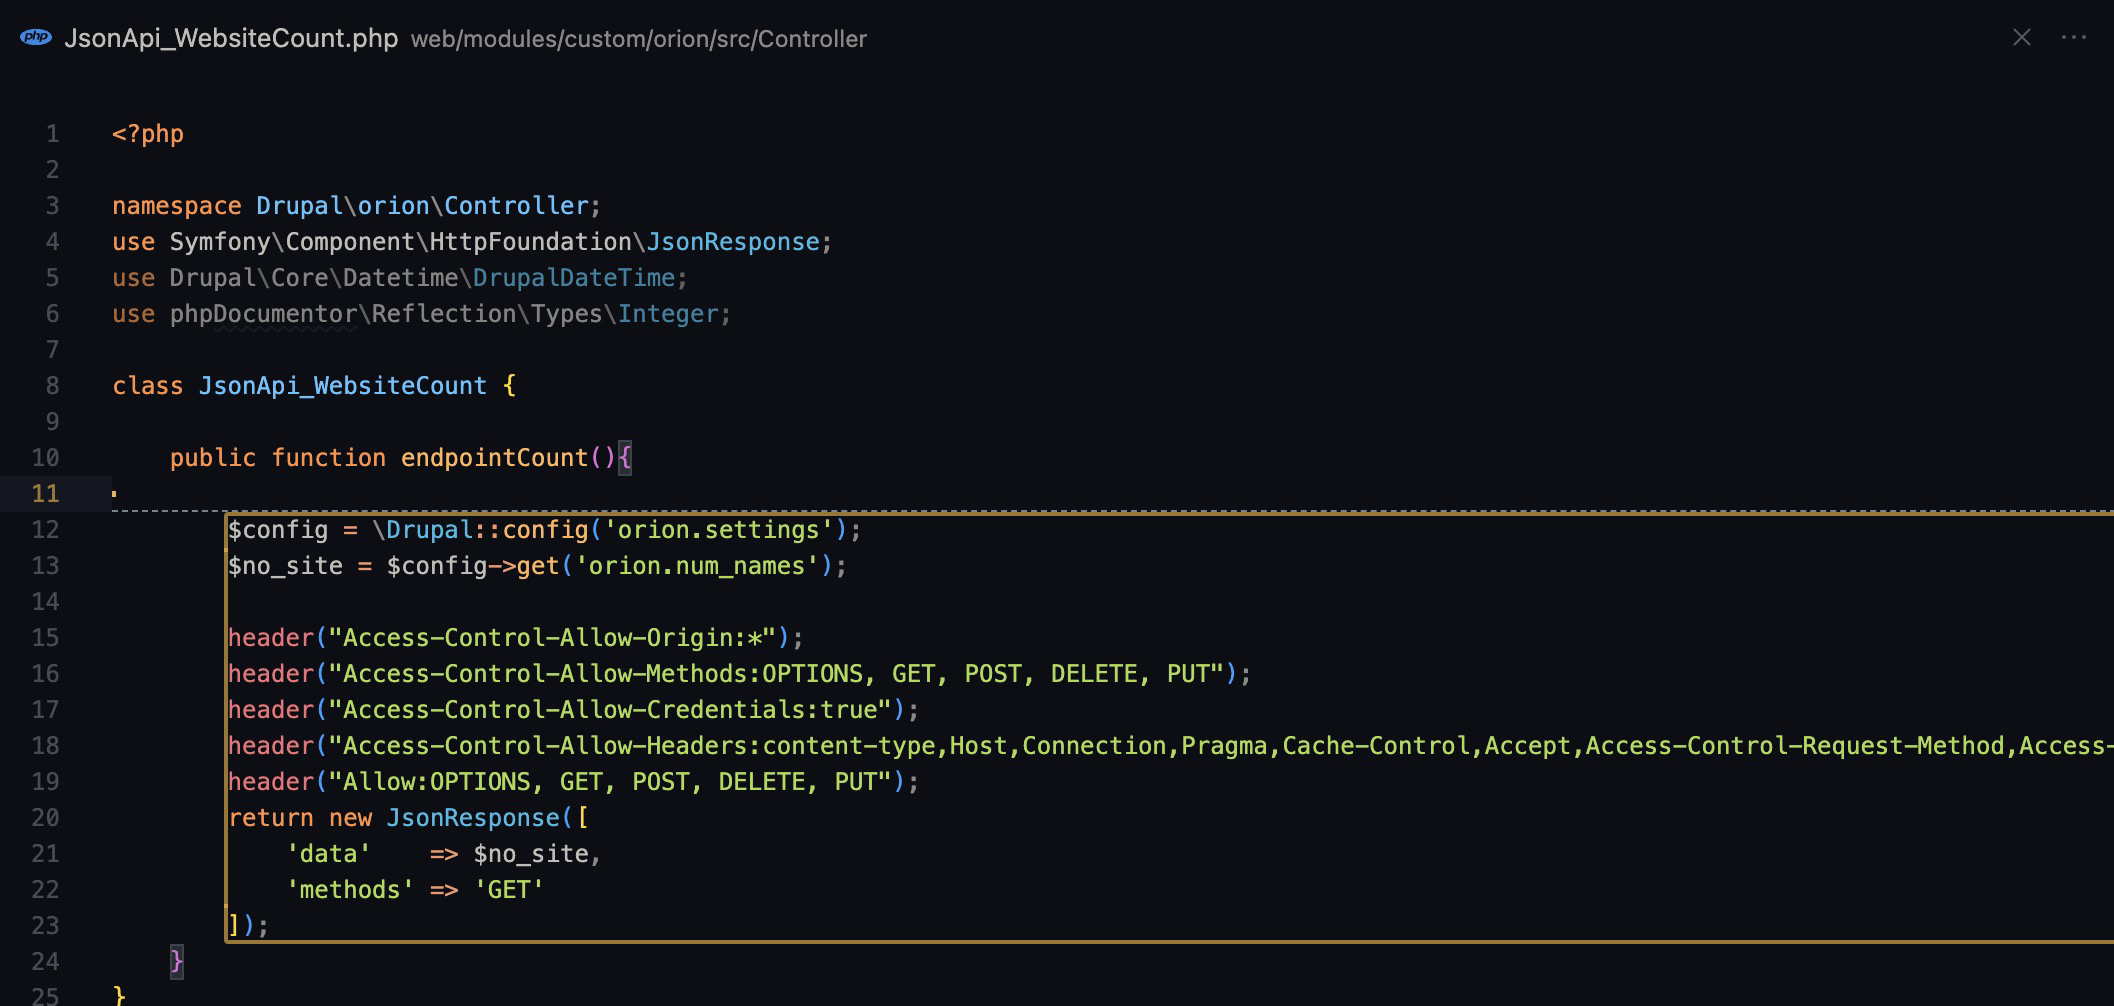 php JsonApi_WebsiteCount.php web/modules/custom/orion/src/Controller
1 <?php
2
3 namespace Drupal\orion\Controller;
4 use Symfony\Component\HttpFoundation\JsonResponse;
5 use Drupal\Core\Datetime\DrupalDateTime;
6 use phpDocumentor\Reflection\Types\Integer;
7
8 class JsonApi_WebsiteCount {
9
10 public function endpointCount(){
11
12 $config = \Drupal::config('orion.settings');
13 $no_site = $config->get('orion.num_names');
14
15 header("Access-Control-Allow-Origin:*");
16 header("Access-Control-Allow-Methods:OPTIONS, GET, POST, DELETE, PUT");
17 header("Access-Control-Allow-Credentials:true");
18 header("Access-Control-Allow-Headers:content-type,Host,Connection,Pragma,Cache-Control,Accept,Access-Control-Request-Method,Access-
19 header("Allow:OPTIONS, GET, POST, DELETE, PUT");
20 return new JsonResponse([
21 'data' => $no_site,
22 'methods' => 'GET'
23 ]);
24 }
25 }